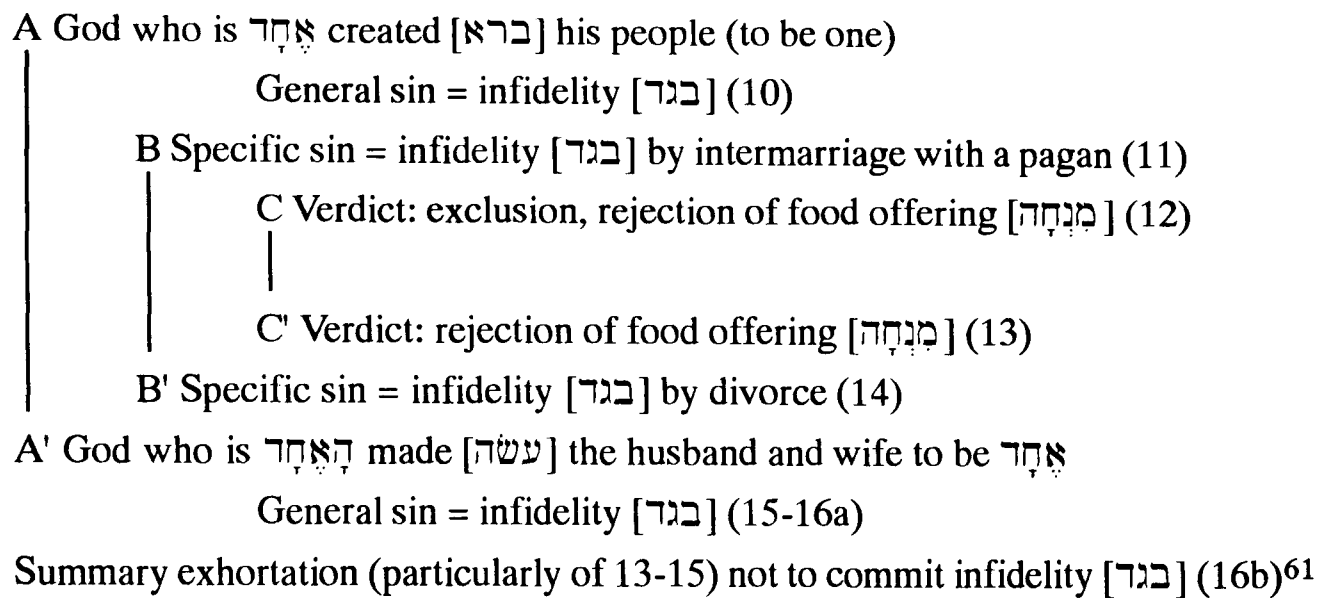 A God who is אֶחָד created [ברא] his people (to be one)
General sin = infidelity [בגד] (10)
B Specific sin = infidelity [בגד] by intermarriage with a pagan (11)
C Verdict: exclusion, rejection of food offering [מִנְחָה] (12)
C' Verdict: rejection of food offering [מִנְחָה] (13)
B' Specific sin = infidelity [בגד] by divorce (14)
A' God who is הָאֶחָד made [עשׂה] the husband and wife to be אֶחָד
General sin = infidelity [בגד] (15-16a)
Summary exhortation (particularly of 13-15) not to commit infidelity [בגד] (16b)61